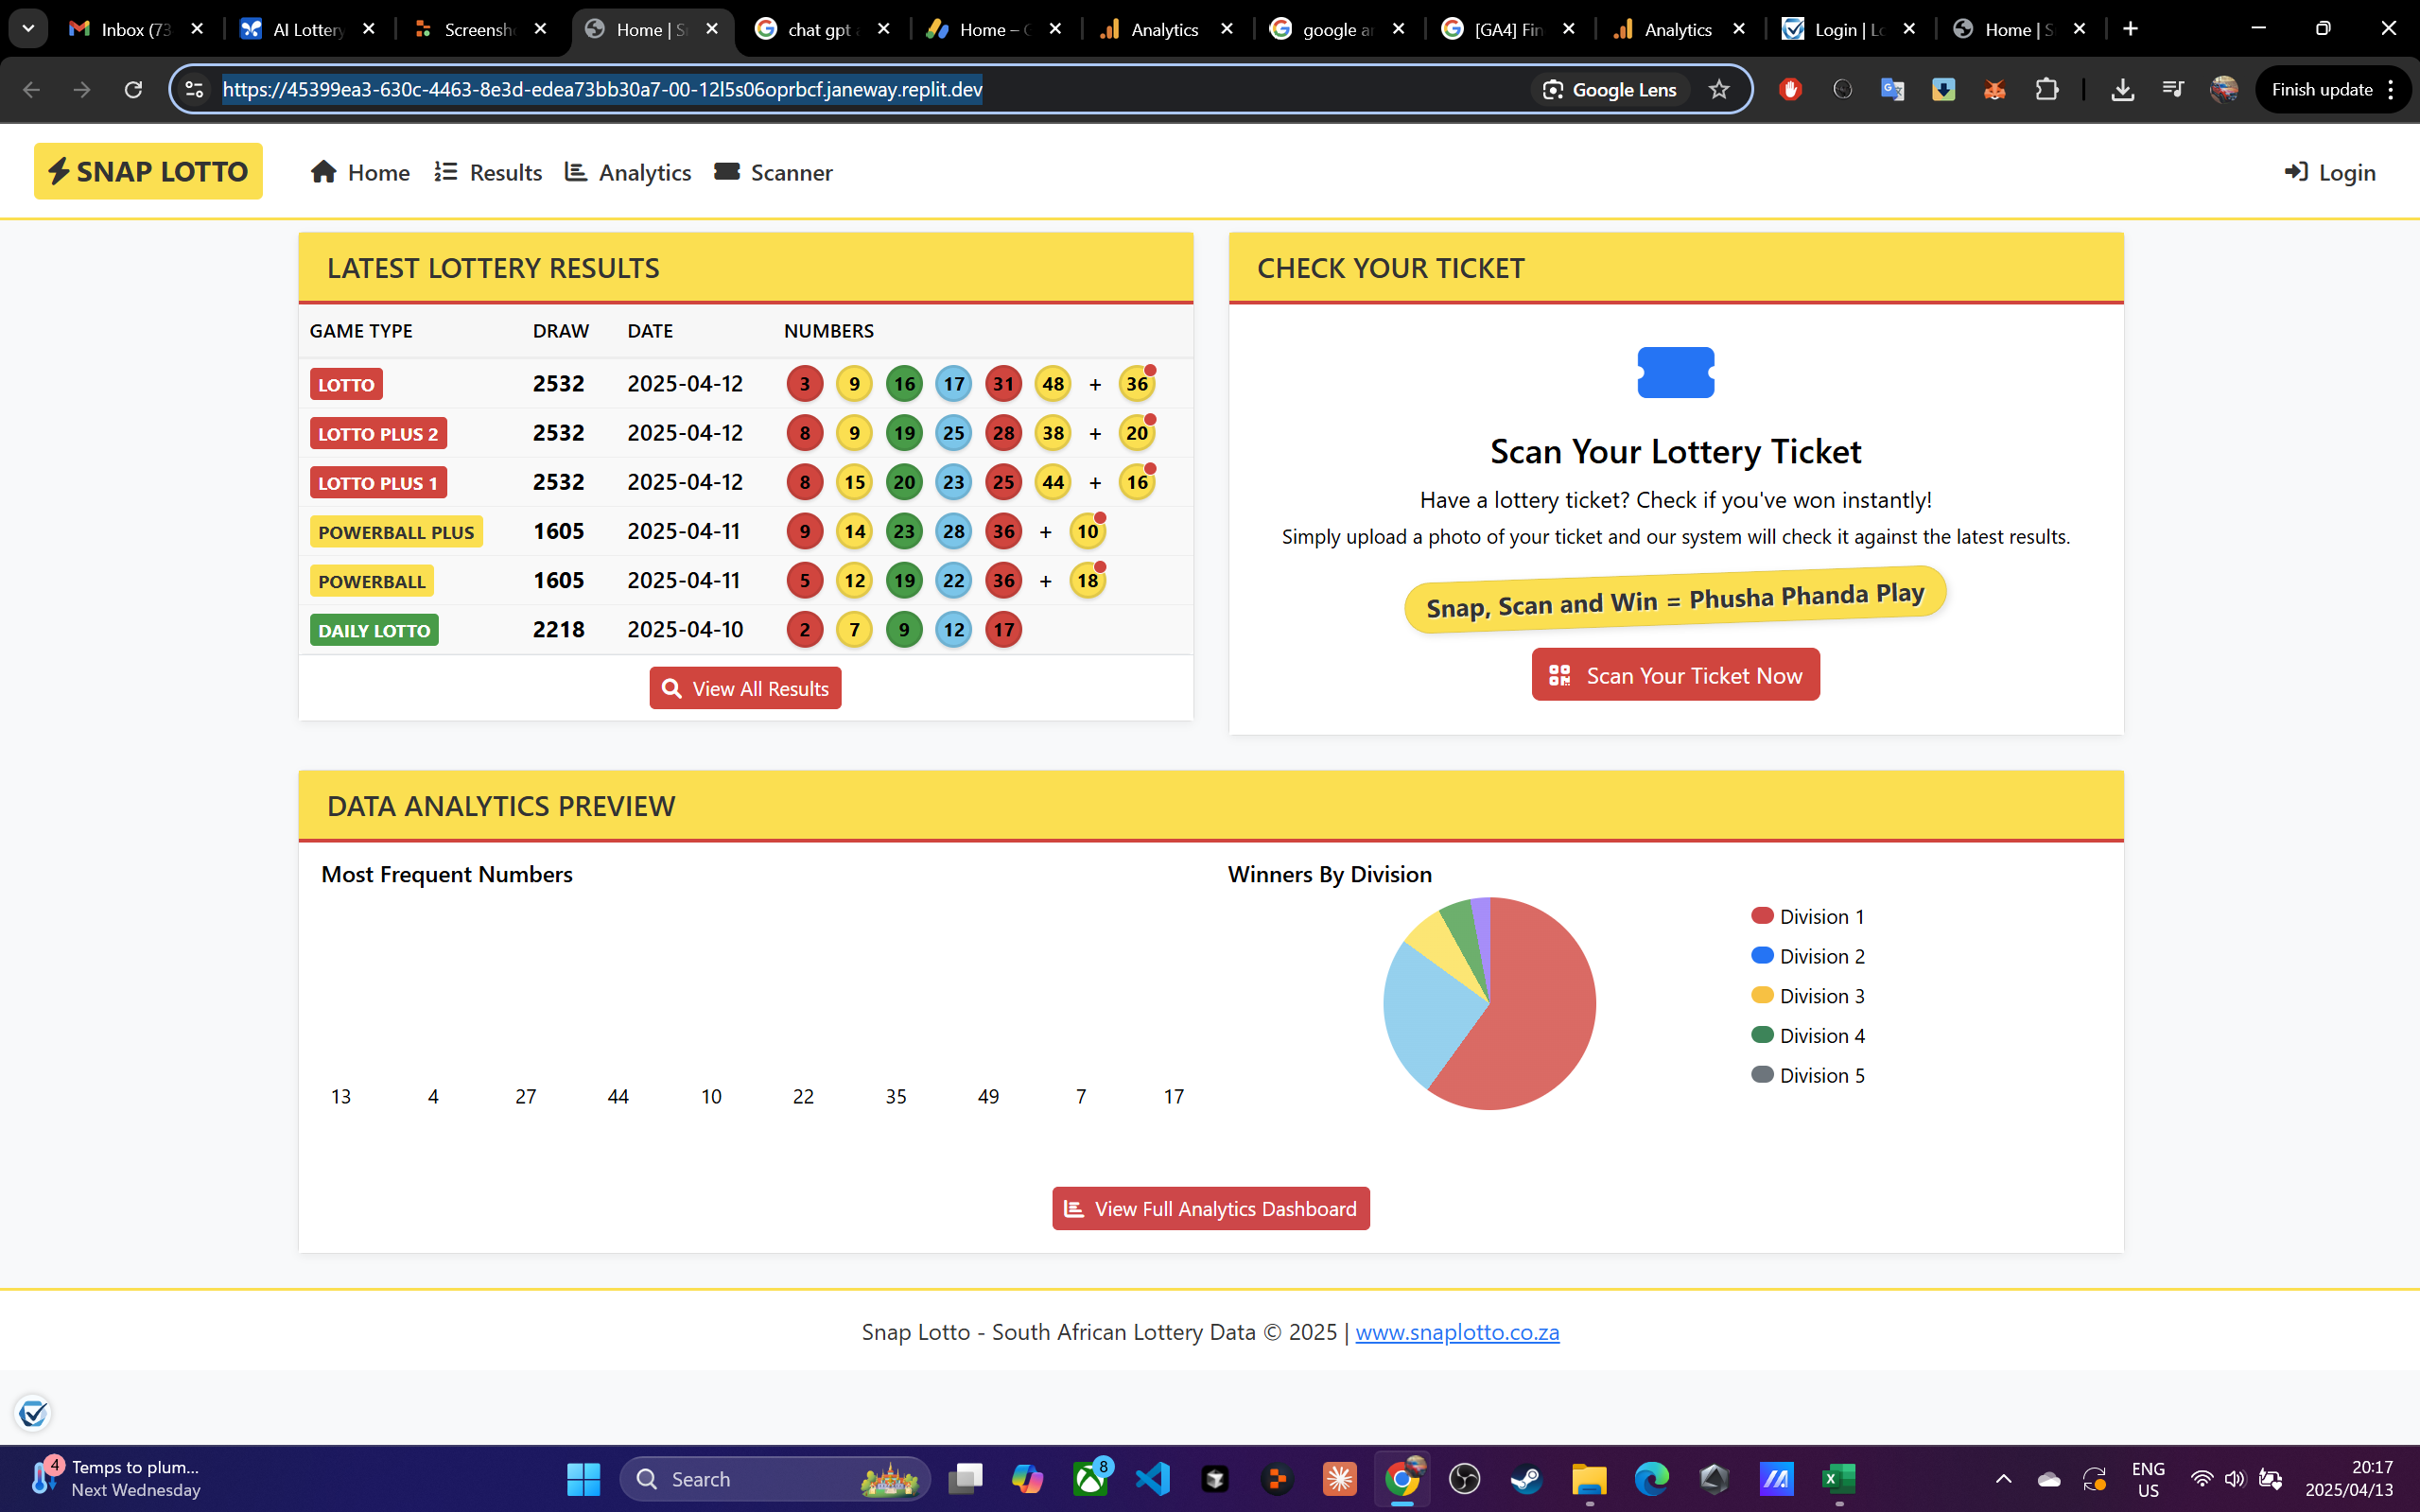 Inbox (73
AI Lottery
Screensh
Home | S
chat gpt a
Home – G
Analytics
google an
[GA4] Fin
Analytics
Login | Lo
Home | S
https://45399ea3-630c-4463-8e3d-edea73bb30a7-00-12l5s06oprbcf.janeway.replit.dev
Google Lens
Finish update
SNAP LOTTO
Home
Results
Analytics
Scanner
Login
LATEST LOTTERY RESULTS
GAME TYPE DRAW DATE NUMBERS
LOTTO 2532 2025-04-12 3 9 16 17 31 48 + 36
LOTTO PLUS 2 2532 2025-04-12 8 9 19 25 28 38 + 20
LOTTO PLUS 1 2532 2025-04-12 8 15 20 23 25 44 + 16
POWERBALL PLUS 1605 2025-04-11 9 14 23 28 36 + 10
POWERBALL 1605 2025-04-11 5 12 19 22 36 + 18
DAILY LOTTO 2218 2025-04-10 2 7 9 12 17
View All Results
CHECK YOUR TICKET
Scan Your Lottery Ticket
Have a lottery ticket? Check if you've won instantly!
Simply upload a photo of your ticket and our system will check it against the latest results.
Snap, Scan and Win = Phusha Phanda Play
Scan Your Ticket Now
DATA ANALYTICS PREVIEW
Most Frequent Numbers
13 4 27 44 10 22 35 49 7 17
Winners By Division
Division 1
Division 2
Division 3
Division 4
Division 5
View Full Analytics Dashboard
Snap Lotto - South African Lottery Data © 2025 | www.snaplotto.co.za
4
Temps to plum...
Next Wednesday
Search
8
ENG
US
20:17
2025/04/13